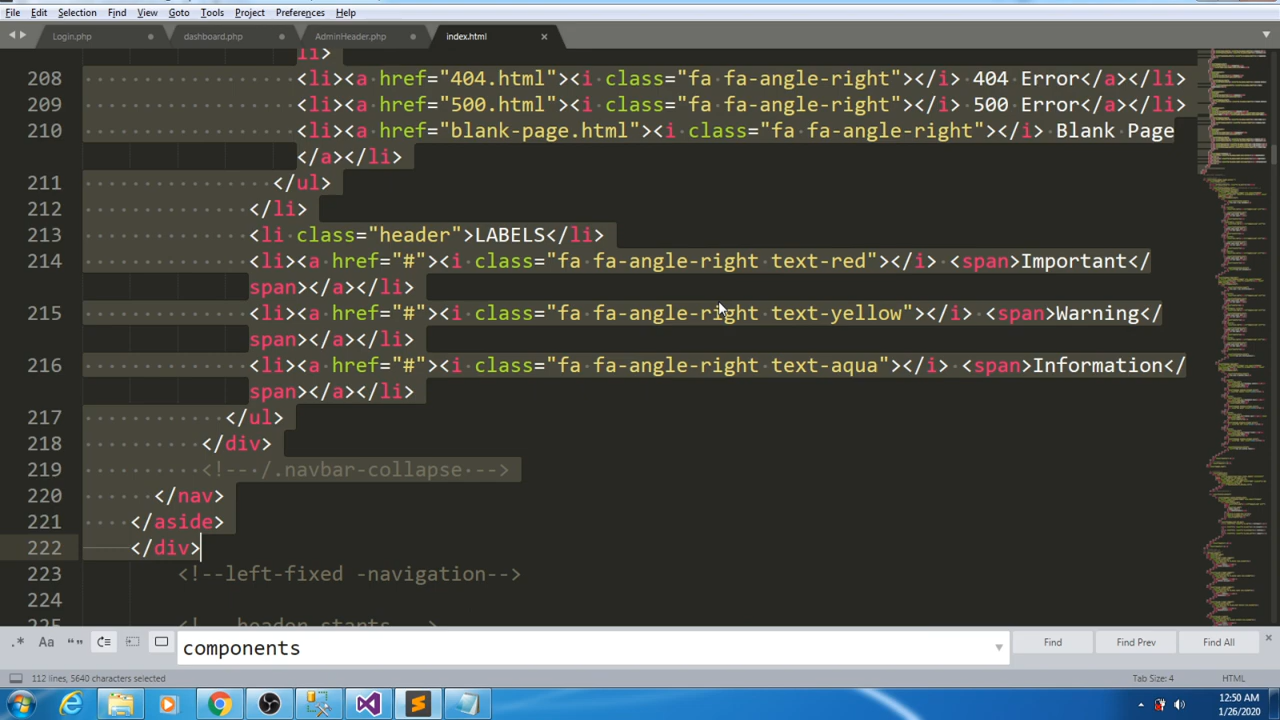 File Edit Selection Find View Goto Tools Project Preferences Help
Login.php dashboard.php AdminHeader.php index.html
li>
208 <li><a href="404.html"><i class="fa fa-angle-right"></i> 404 Error</a></li>
209 <li><a href="500.html"><i class="fa fa-angle-right"></i> 500 Error</a></li>
210 <li><a href="blank-page.html"><i class="fa fa-angle-right"></i> Blank Page
</a></li>
211 </ul>
212 </li>
213 <li class="header">LABELS</li>
214 <li><a href="#"><i class="fa fa-angle-right text-red"></i> <span>Important</
span></a></li>
215 <li><a href="#"><i class="fa fa-angle-right text-yellow"></i> <span>Warning</
span></a></li>
216 <li><a href="#"><i class="fa fa-angle-right text-aqua"></i> <span>Information</
span></a></li>
217 </ul>
218 </div>
219 <!-- /.navbar-collapse -->
220 </nav>
221 </aside>
222 </div>
223 <!--left-fixed -navigation-->
224
225 <!-- header-starts -->
.* Aa “” components Find Find Prev Find All
112 lines, 5640 characters selected Tab Size: 4 HTML
12:50 AM
1/26/2020